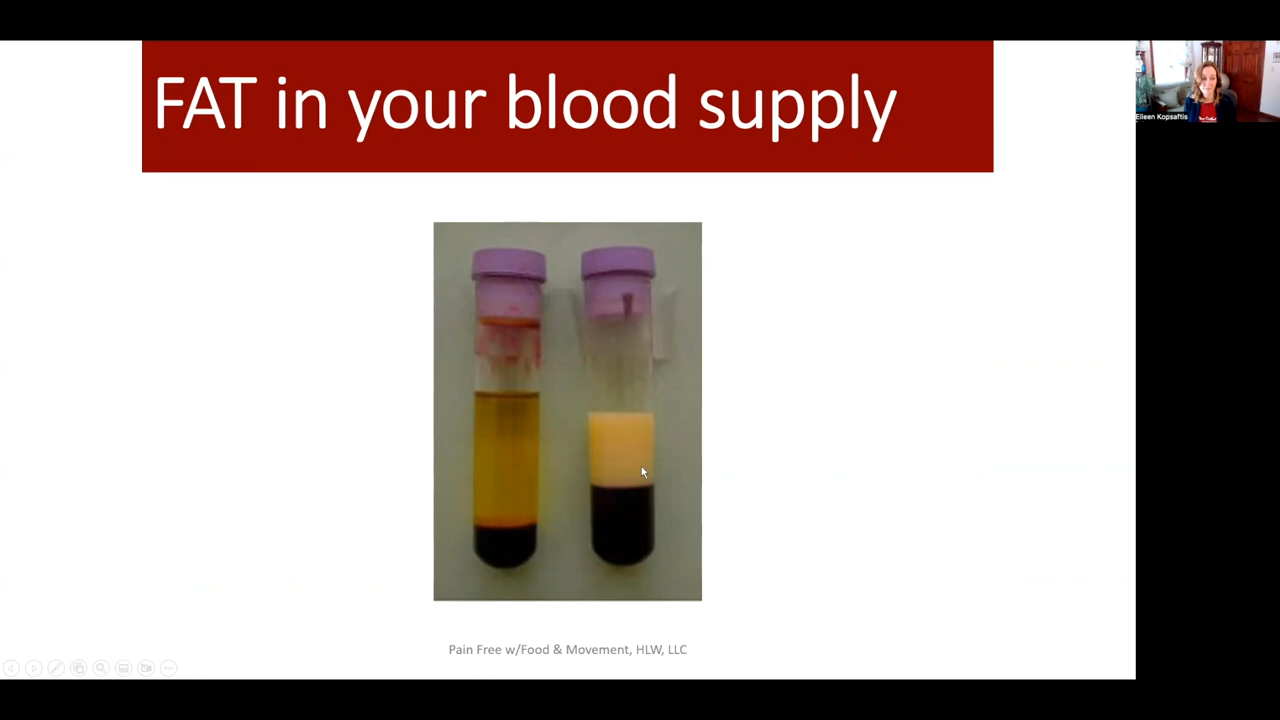 FAT in your blood supply
Eileen Kopsaftis
Pain Free w/Food & Movement, HLW, LLC